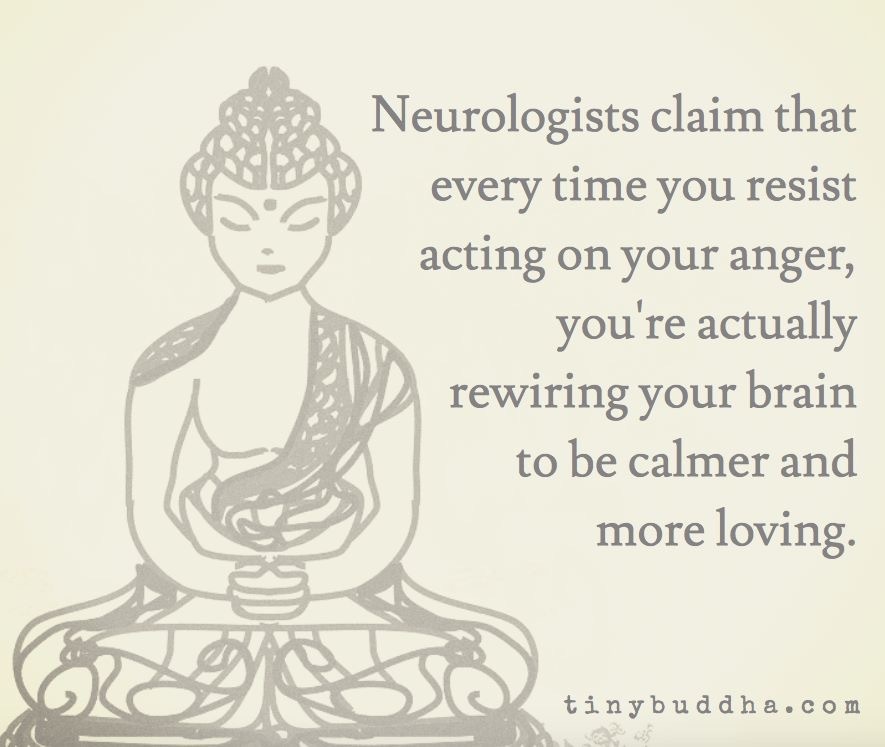 Neurologists claim that
every time you resist
acting on your anger,
you're actually
rewiring your brain
to be calmer and
more loving.
tinybuddha.com